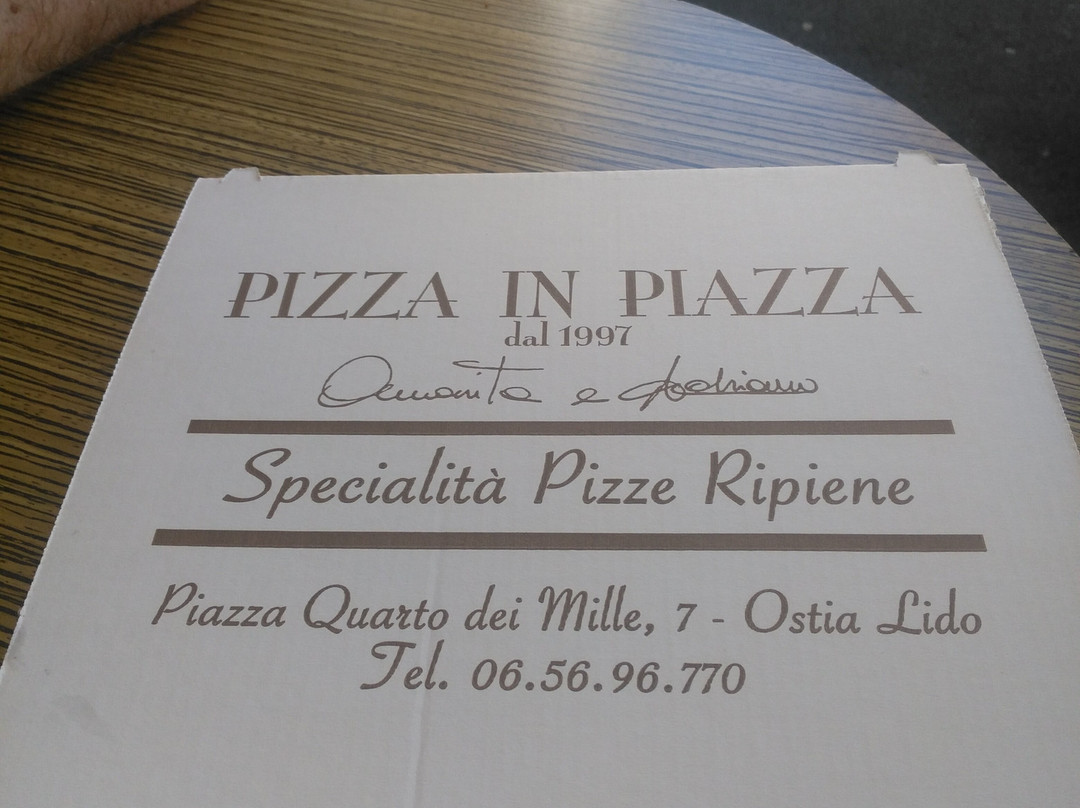 PIZZA IN PIAZZA
dal 1997
e
Specialità Pizze Ripiene
Piazza Quarto dei Mille, 7 - Ostia Lido
Tel. 06.56.96.770